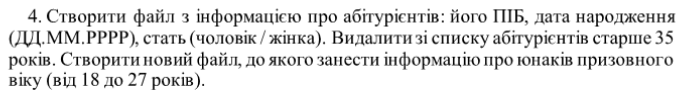 4. Створити файл з інформацією про абітурієнтів: його ПІБ, дата народження
(ДД.ММ.РРРР), стать (чоловік / жінка). Видалити зі списку абітурієнтів старше 35
років. Створити новий файл, до якого занести інформацію про юнаків призовного
віку (від 18 до 27 років).